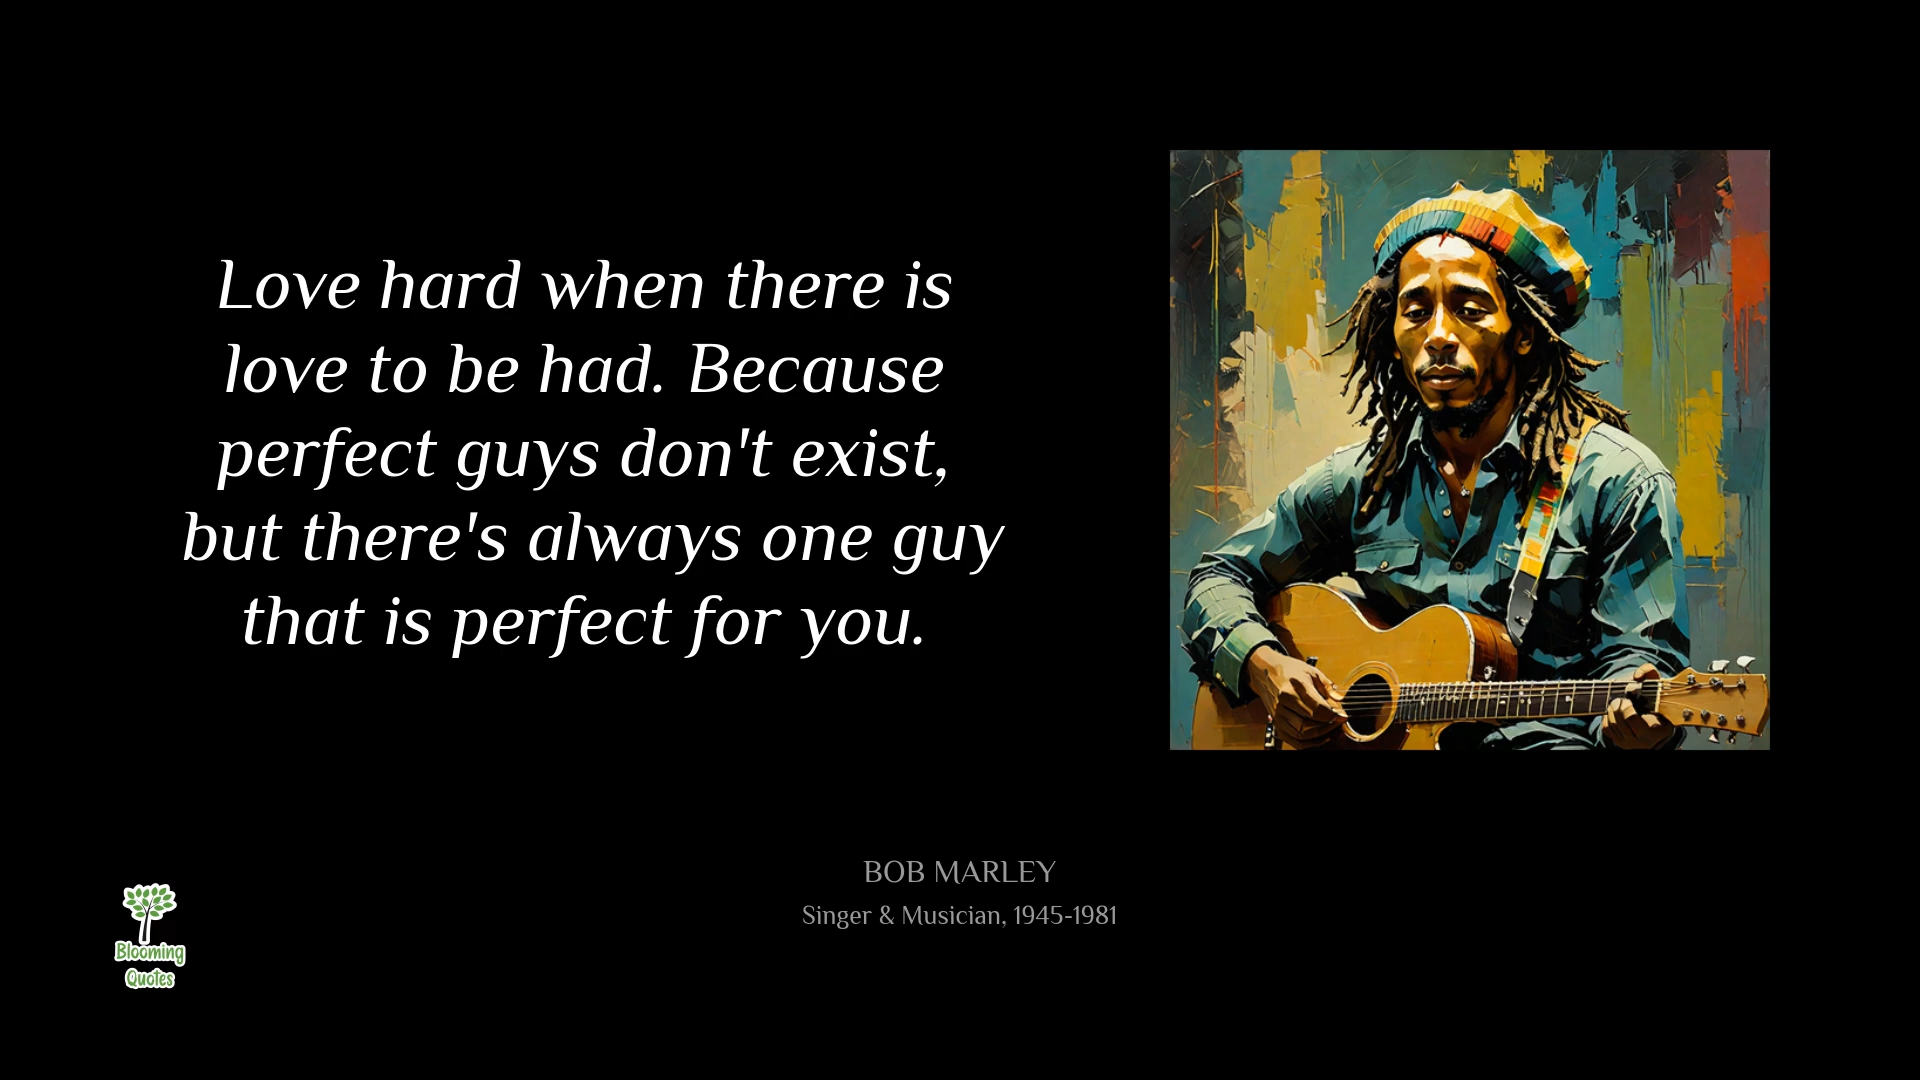 Love hard when there is
love to be had. Because
perfect guys don't exist,
but there's always one guy
that is perfect for you.
BOB MARLEY
Singer & Musician, 1945-1981
Blooming
Quotes